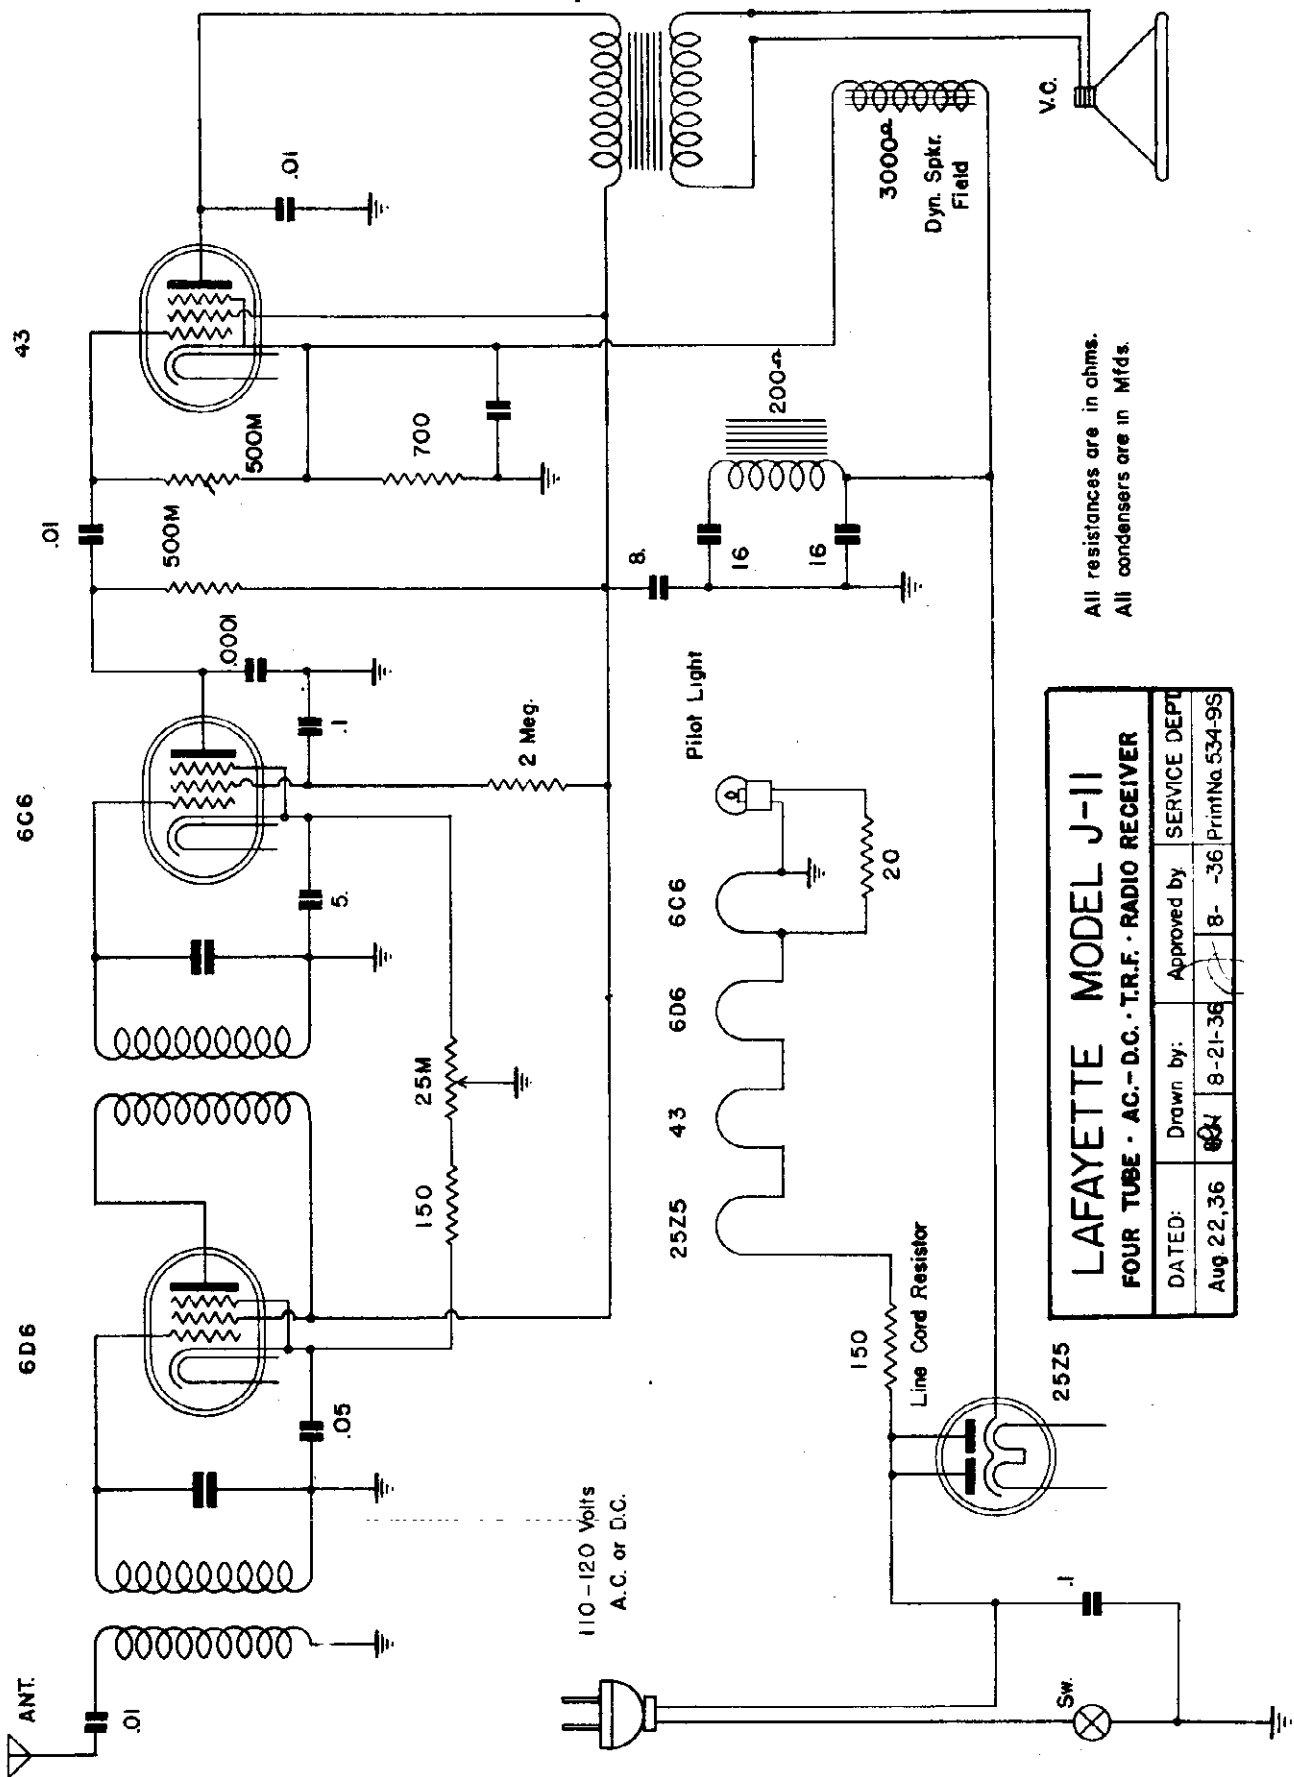 ANT.
.01
6D6
.05
150
25M
6C6
5.
.1
.0001
2 Meg.
500M
.01
500M
700
43
.01
8.
16
16
200Ω
3000Ω
Dyn. Spkr.
Field
V.C.
110-120 Volts
A.C. or D.C.
Sw.
.1
150
Line Cord Resistor
25Z5
25Z5
43
6D6
6C6
20
Pilot Light
All resistances are in ohms.
All condensers are in Mfds.
LAFAYETTE MODEL J-11
FOUR TUBE · AC.-D.C. · T.R.F. · RADIO RECEIVER
DATED: Drawn by: Approved by SERVICE DEPT
Aug. 22,36 8-21-36 8- -36 Print No. 534-9S